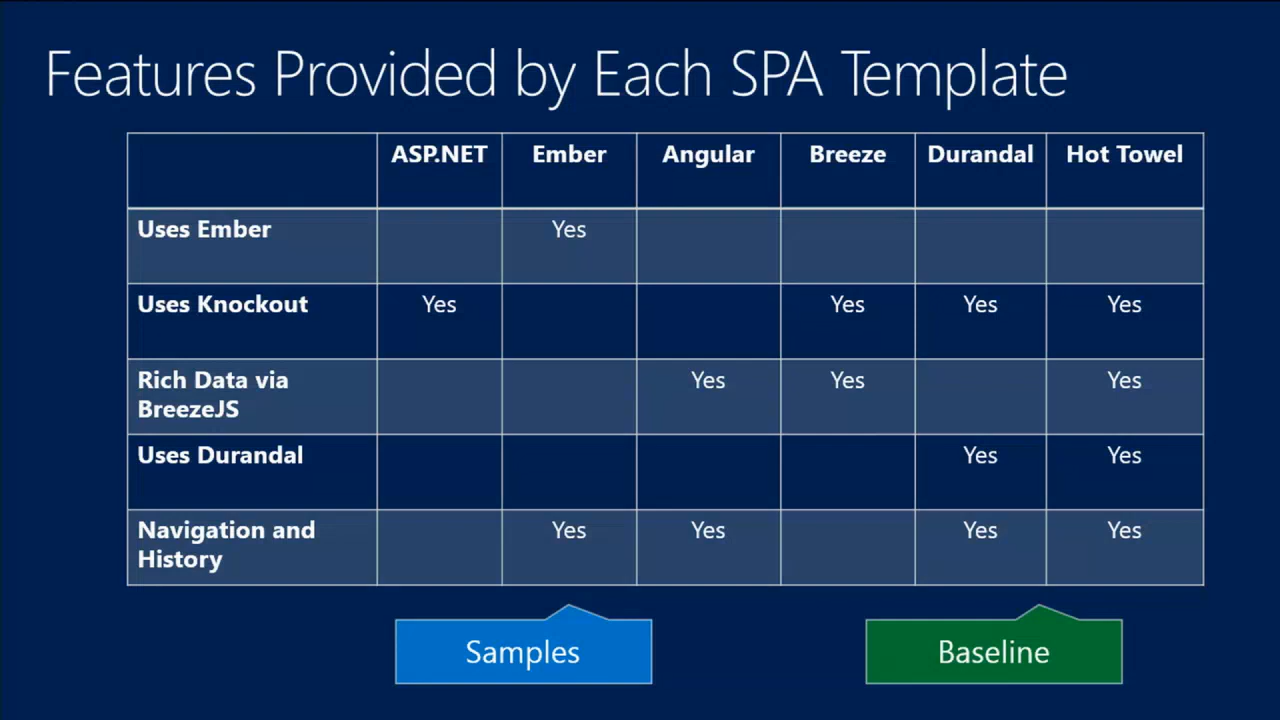 Features Provided by Each SPA Template
ASP.NET Ember Angular Breeze Durandal Hot Towel
Uses Ember Yes
Uses Knockout Yes Yes Yes Yes
Rich Data via Yes Yes Yes
BreezeJS
Uses Durandal Yes Yes
Navigation and Yes Yes Yes Yes
History
Samples Baseline